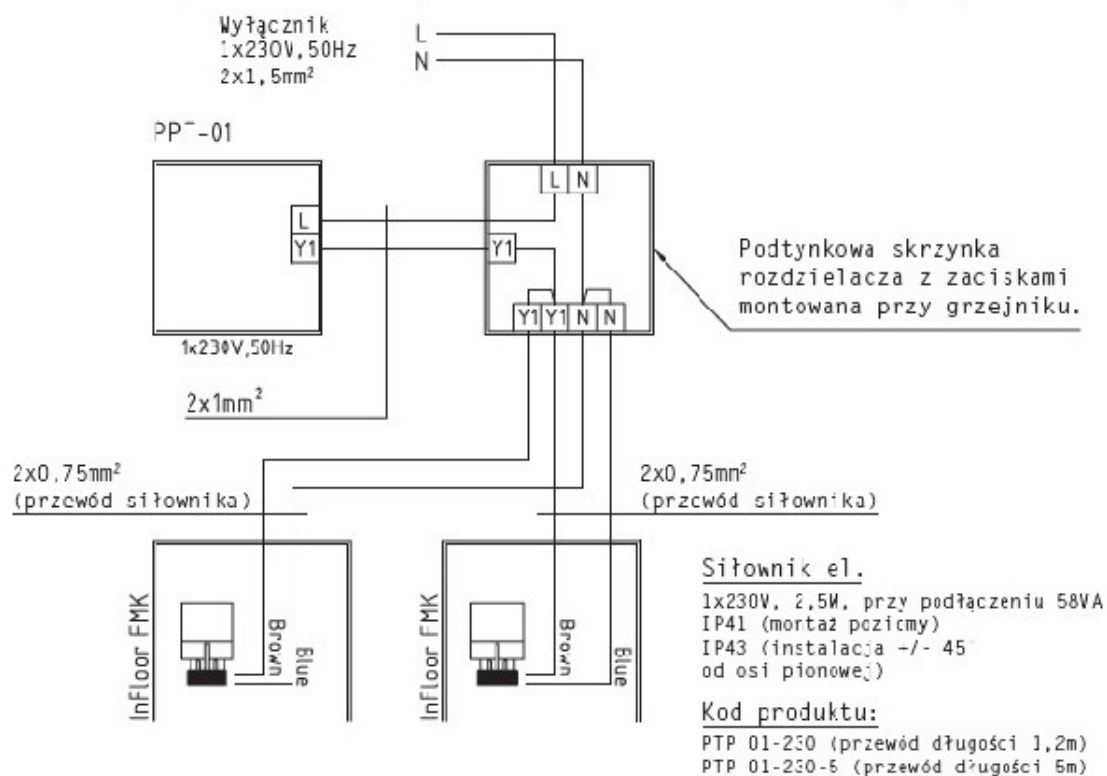 Wyłącznik
1x230V,50Hz
2x1,5mm²
L
N
L N
L
Y1
Y1
1x230V,50Hz
2x1mm²
Y1 Y1 N N
Podtynkowa skrzynka
rozdzielacza z zaciskami
montowana przy grzejniku.
2x0,75mm²
(przewód siłownika)
2x0,75mm²
(przewód siłownika)
InFloor FMK
Brown
Blue
InFloor FMK
Brown
Blue
Siłownik el.
1x230V, 2,5W, przy podłączeniu 58VA
IP41 (montaż poziomy)
IP43 (instalacja +/- 45°
od osi pionowej)
Kod produktu:
PTP 01-230 (przewód długości 1,2m)
PTP 01-230-5 (przewód długości 5m)